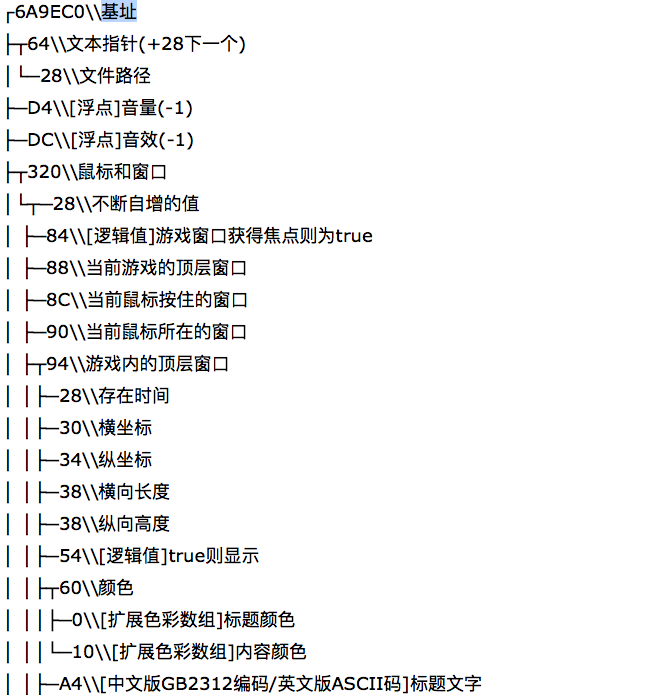 ┌6A9EC0\\基址
├┬64\\文本指针(+28下一个)
│└─28\\文件路径
├─D4\\[浮点]音量(-1)
├─DC\\[浮点]音效(-1)
├┬320\\鼠标和窗口
│└┬─28\\不断自增的值
│ ├─84\\[逻辑值]游戏窗口获得焦点则为true
│ ├─88\\当前游戏的顶层窗口
│ ├─8C\\当前鼠标按住的窗口
│ ├─90\\当前鼠标所在的窗口
│ ├┬94\\游戏内的顶层窗口
│ │├─28\\存在时间
│ │├─30\\横坐标
│ │├─34\\纵坐标
│ │├─38\\横向长度
│ │├─38\\纵向高度
│ │├─54\\[逻辑值]true则显示
│ │├┬60\\颜色
│ ││├─0\\[扩展色彩数组]标题颜色
│ ││└─10\\[扩展色彩数组]内容颜色
│ │├─A4\\[中文版GB2312编码/英文版ASCII码]标题文字